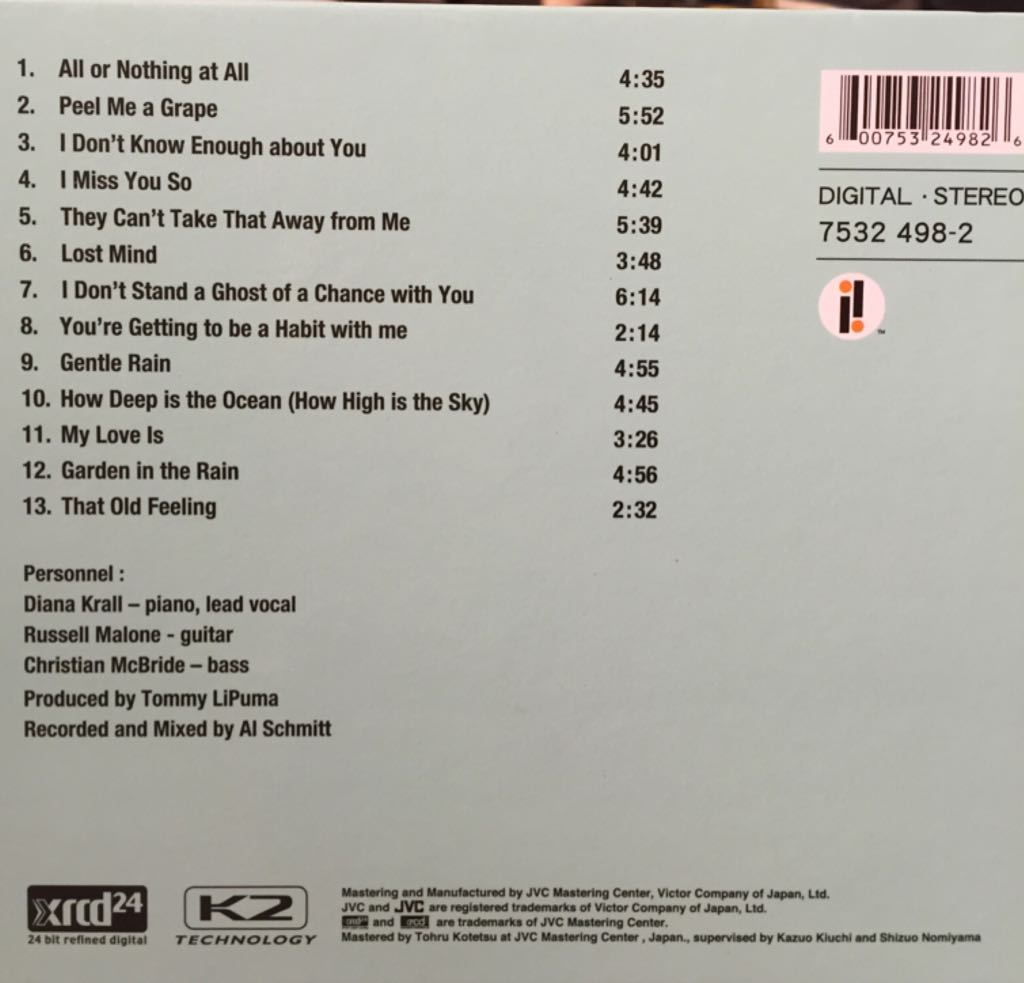 1. All or Nothing at All 4:35
2. Peel Me a Grape 5:52
3. I Don't Know Enough about You 4:01
4. I Miss You So 4:42
5. They Can't Take That Away from Me 5:39
6. Lost Mind 3:48
7. I Don't Stand a Ghost of a Chance with You 6:14
8. You're Getting to be a Habit with me 2:14
9. Gentle Rain 4:55
10. How Deep is the Ocean (How High is the Sky) 4:45
11. My Love Is 3:26
12. Garden in the Rain 4:56
13. That Old Feeling 2:32
6 00753 24982 6
DIGITAL · STEREO
7532 498-2
i!
TM
Personnel :
Diana Krall – piano, lead vocal
Russell Malone - guitar
Christian McBride – bass
Produced by Tommy LiPuma
Recorded and Mixed by Al Schmitt
xrcd24
24 bit refined digital
K2
TECHNOLOGY
Mastering and Manufactured by JVC Mastering Center, Victor Company of Japan, Ltd.
JVC and JVC are registered trademarks of Victor Company of Japan, Ltd.
and are trademarks of JVC Mastering Center.
Mastered by Tohru Kotetsu at JVC Mastering Center , Japan., supervised by Kazuo Kiuchi and Shizuo Nomiyama